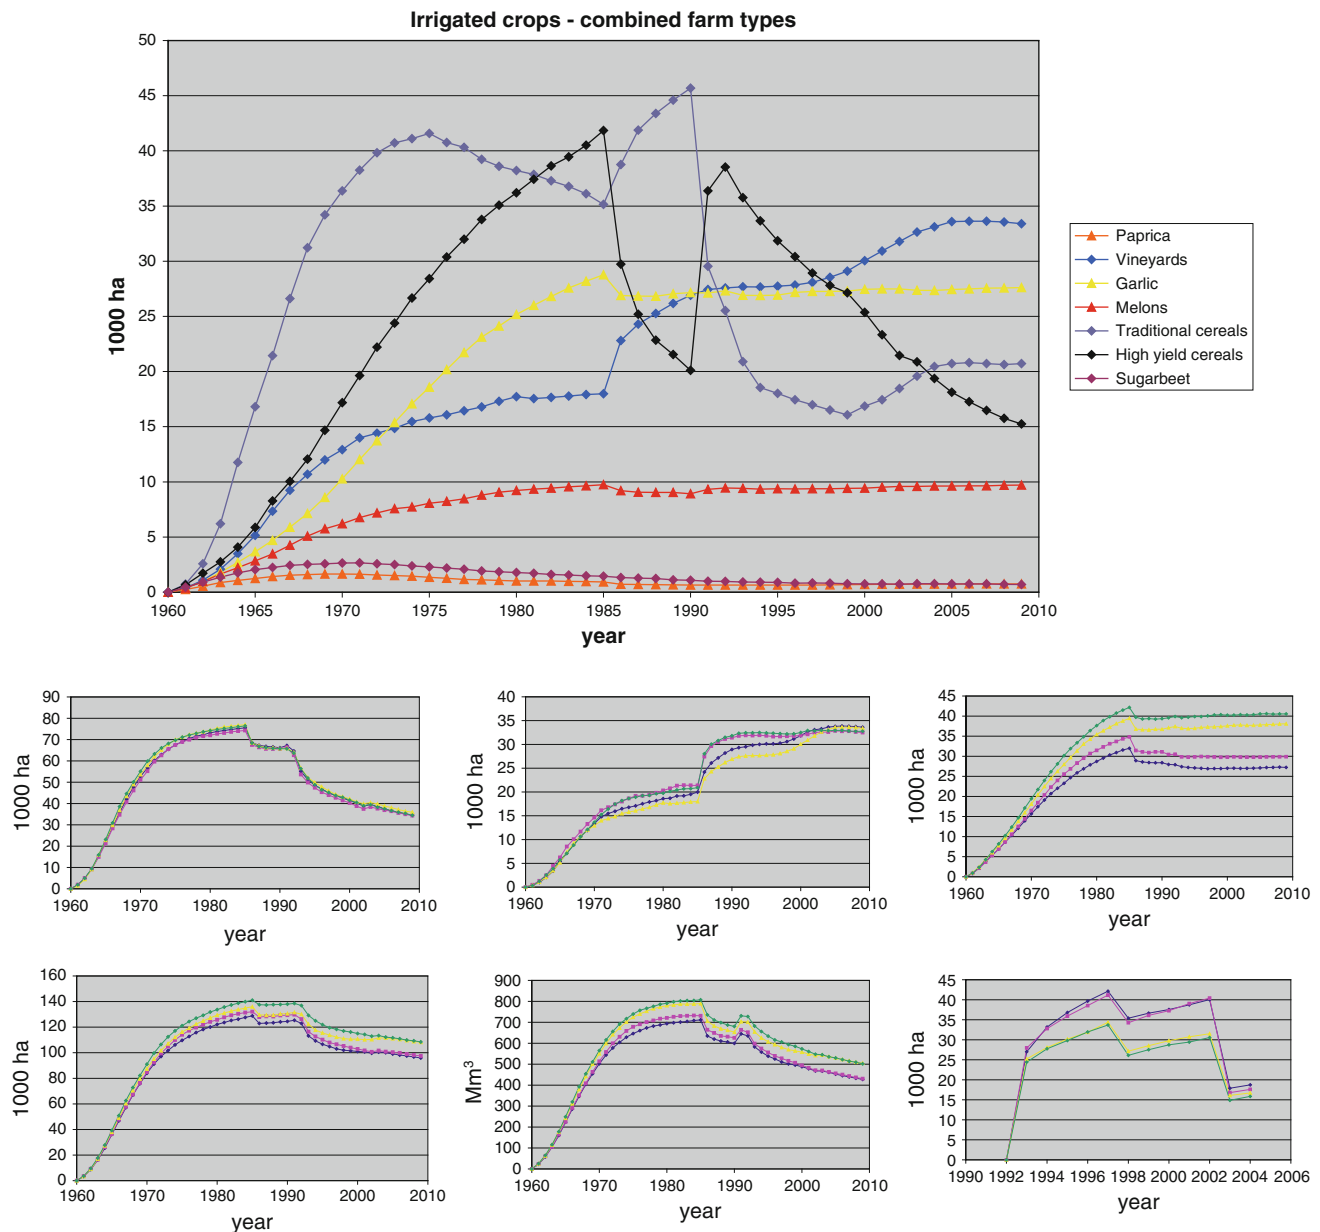 Irrigated crops - combined farm types
50
45
40
35
30
25
20
15
10
5
0
1000 ha
1960 1965 1970 1975 1980 1985 1990 1995 2000 2005 2010
year
Paprica
Vineyards
Garlic
Melons
Traditional cereals
High yield cereals
Sugarbeet
90
80
70
60
50
40
30
20
10
0
1000 ha
1960 1970 1980 1990 2000 2010
year
40
35
30
25
20
15
10
5
0
1000 ha
1960 1970 1980 1990 2000 2010
year
45
40
35
30
25
20
15
10
5
0
1000 ha
1960 1970 1980 1990 2000 2010
year
160
140
120
100
80
60
40
20
0
1000 ha
1960 1970 1980 1990 2000 2010
year
900
800
700
600
500
400
300
200
100
0
Mm³
1960 1970 1980 1990 2000 2010
year
45
40
35
30
25
20
15
10
5
0
1000 ha
1990 1992 1994 1996 1998 2000 2002 2004 2006
year